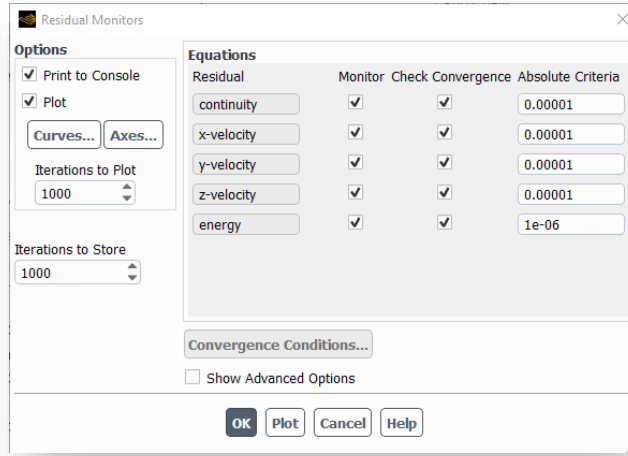 Residual Monitors
Options
Print to Console
Plot
Curves...
Axes...
Iterations to Plot
1000
Iterations to Store
1000
Equations
Residual Monitor Check Convergence Absolute Criteria
continuity 0.00001
x-velocity 0.00001
y-velocity 0.00001
z-velocity 0.00001
energy 1e-06
Convergence Conditions...
Show Advanced Options
OK Plot Cancel Help